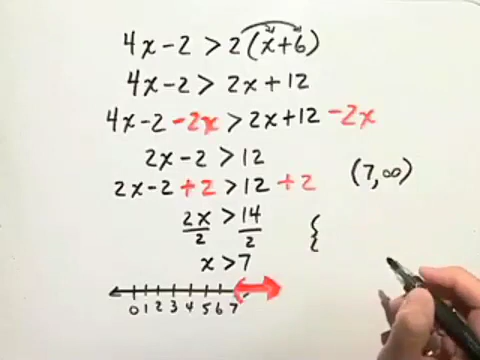 4x-2 > 2(x+6)
4x-2 > 2x+12
4x-2 -2x > 2x+12 -2x
2x-2 > 12
2x-2 +2 > 12 +2
(7,∞)
2x/2 > 14/2
{
x > 7
0 1 2 3 4 5 6 7